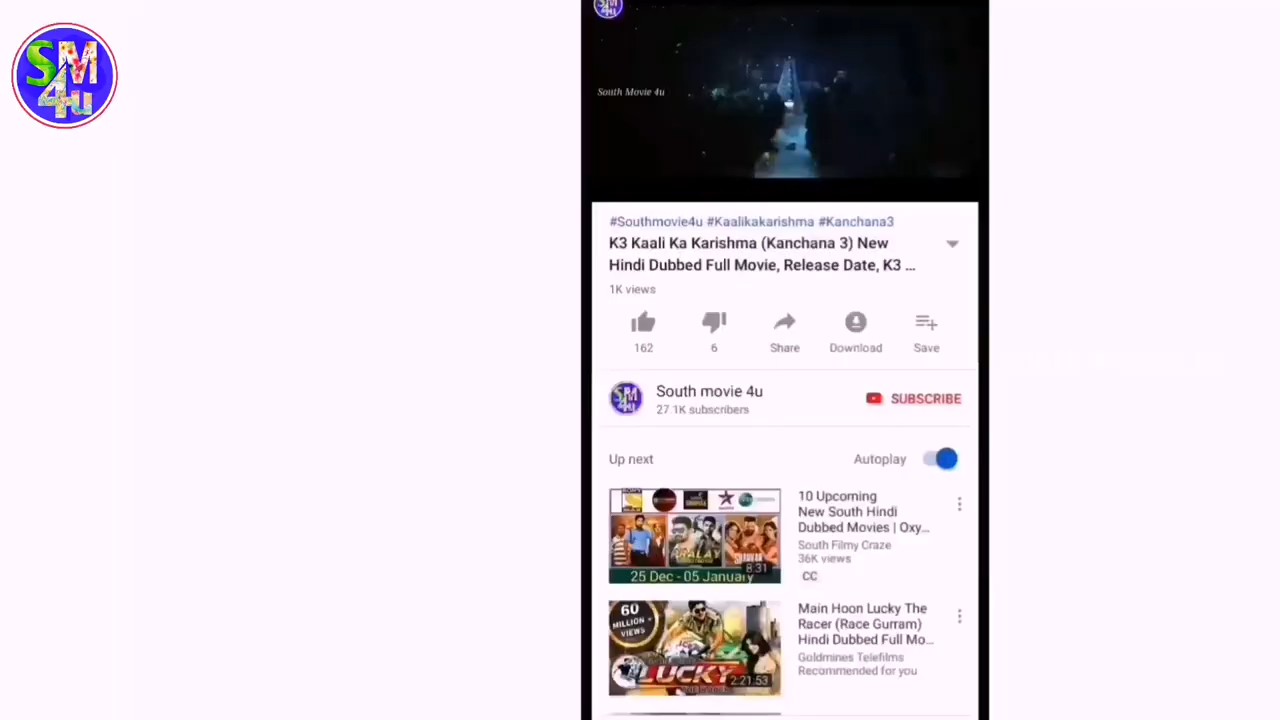 SM
4u
SM
4u
South Movie 4u
#Southmovie4u #Kaalikakarishma #Kanchana3
K3 Kaali Ka Karishma (Kanchana 3) New
Hindi Dubbed Full Movie, Release Date, K3 ...
1K views
162
6
Share
Download
Save
SM
4u
South movie 4u
27.1K subscribers
SUBSCRIBE
Up next
Autoplay
8:31
25 Dec - 05 January
10 Upcoming
New South Hindi
Dubbed Movies | Oxy...
South Filmy Craze
36K views
CC
60
MILLION +
VIEWS
LUCKY
2:21:53
Main Hoon Lucky The
Racer (Race Gurram)
Hindi Dubbed Full Mo...
Goldmines Telefilms
Recommended for you